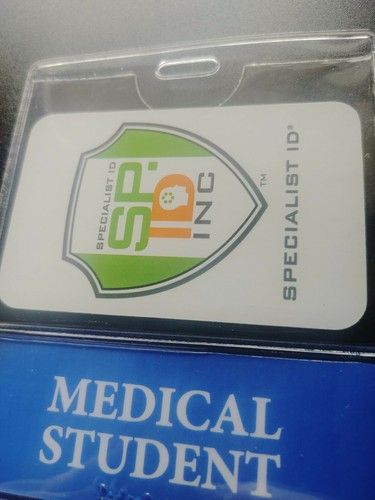 SPECIALIST ID
SP.
ID
INC
TM
SPECIALIST ID®
MEDICAL
STUDENT